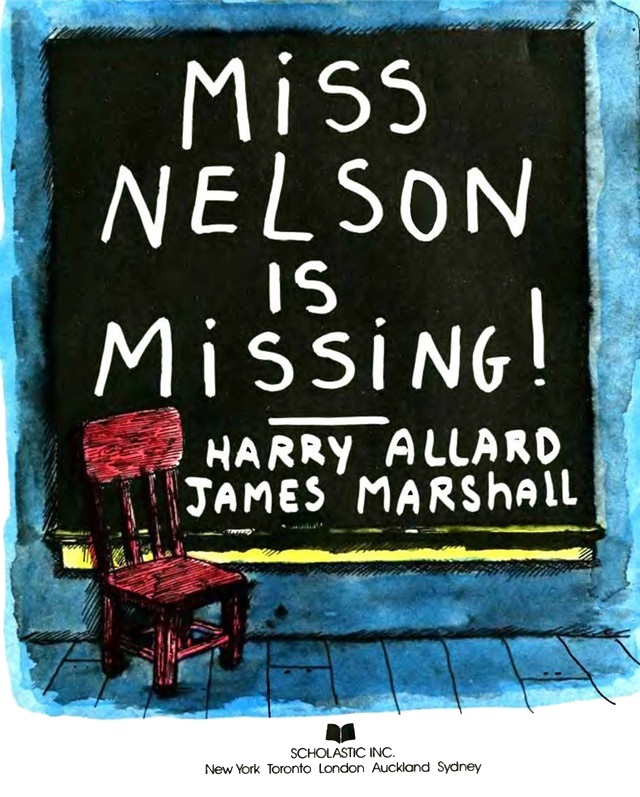 MiSS
NELSON
iS
MiSSiNG!
HARRY ALLARD
JAMES MARShALL
SCHOLASTIC INC.
New York Toronto London Auckland Sydney